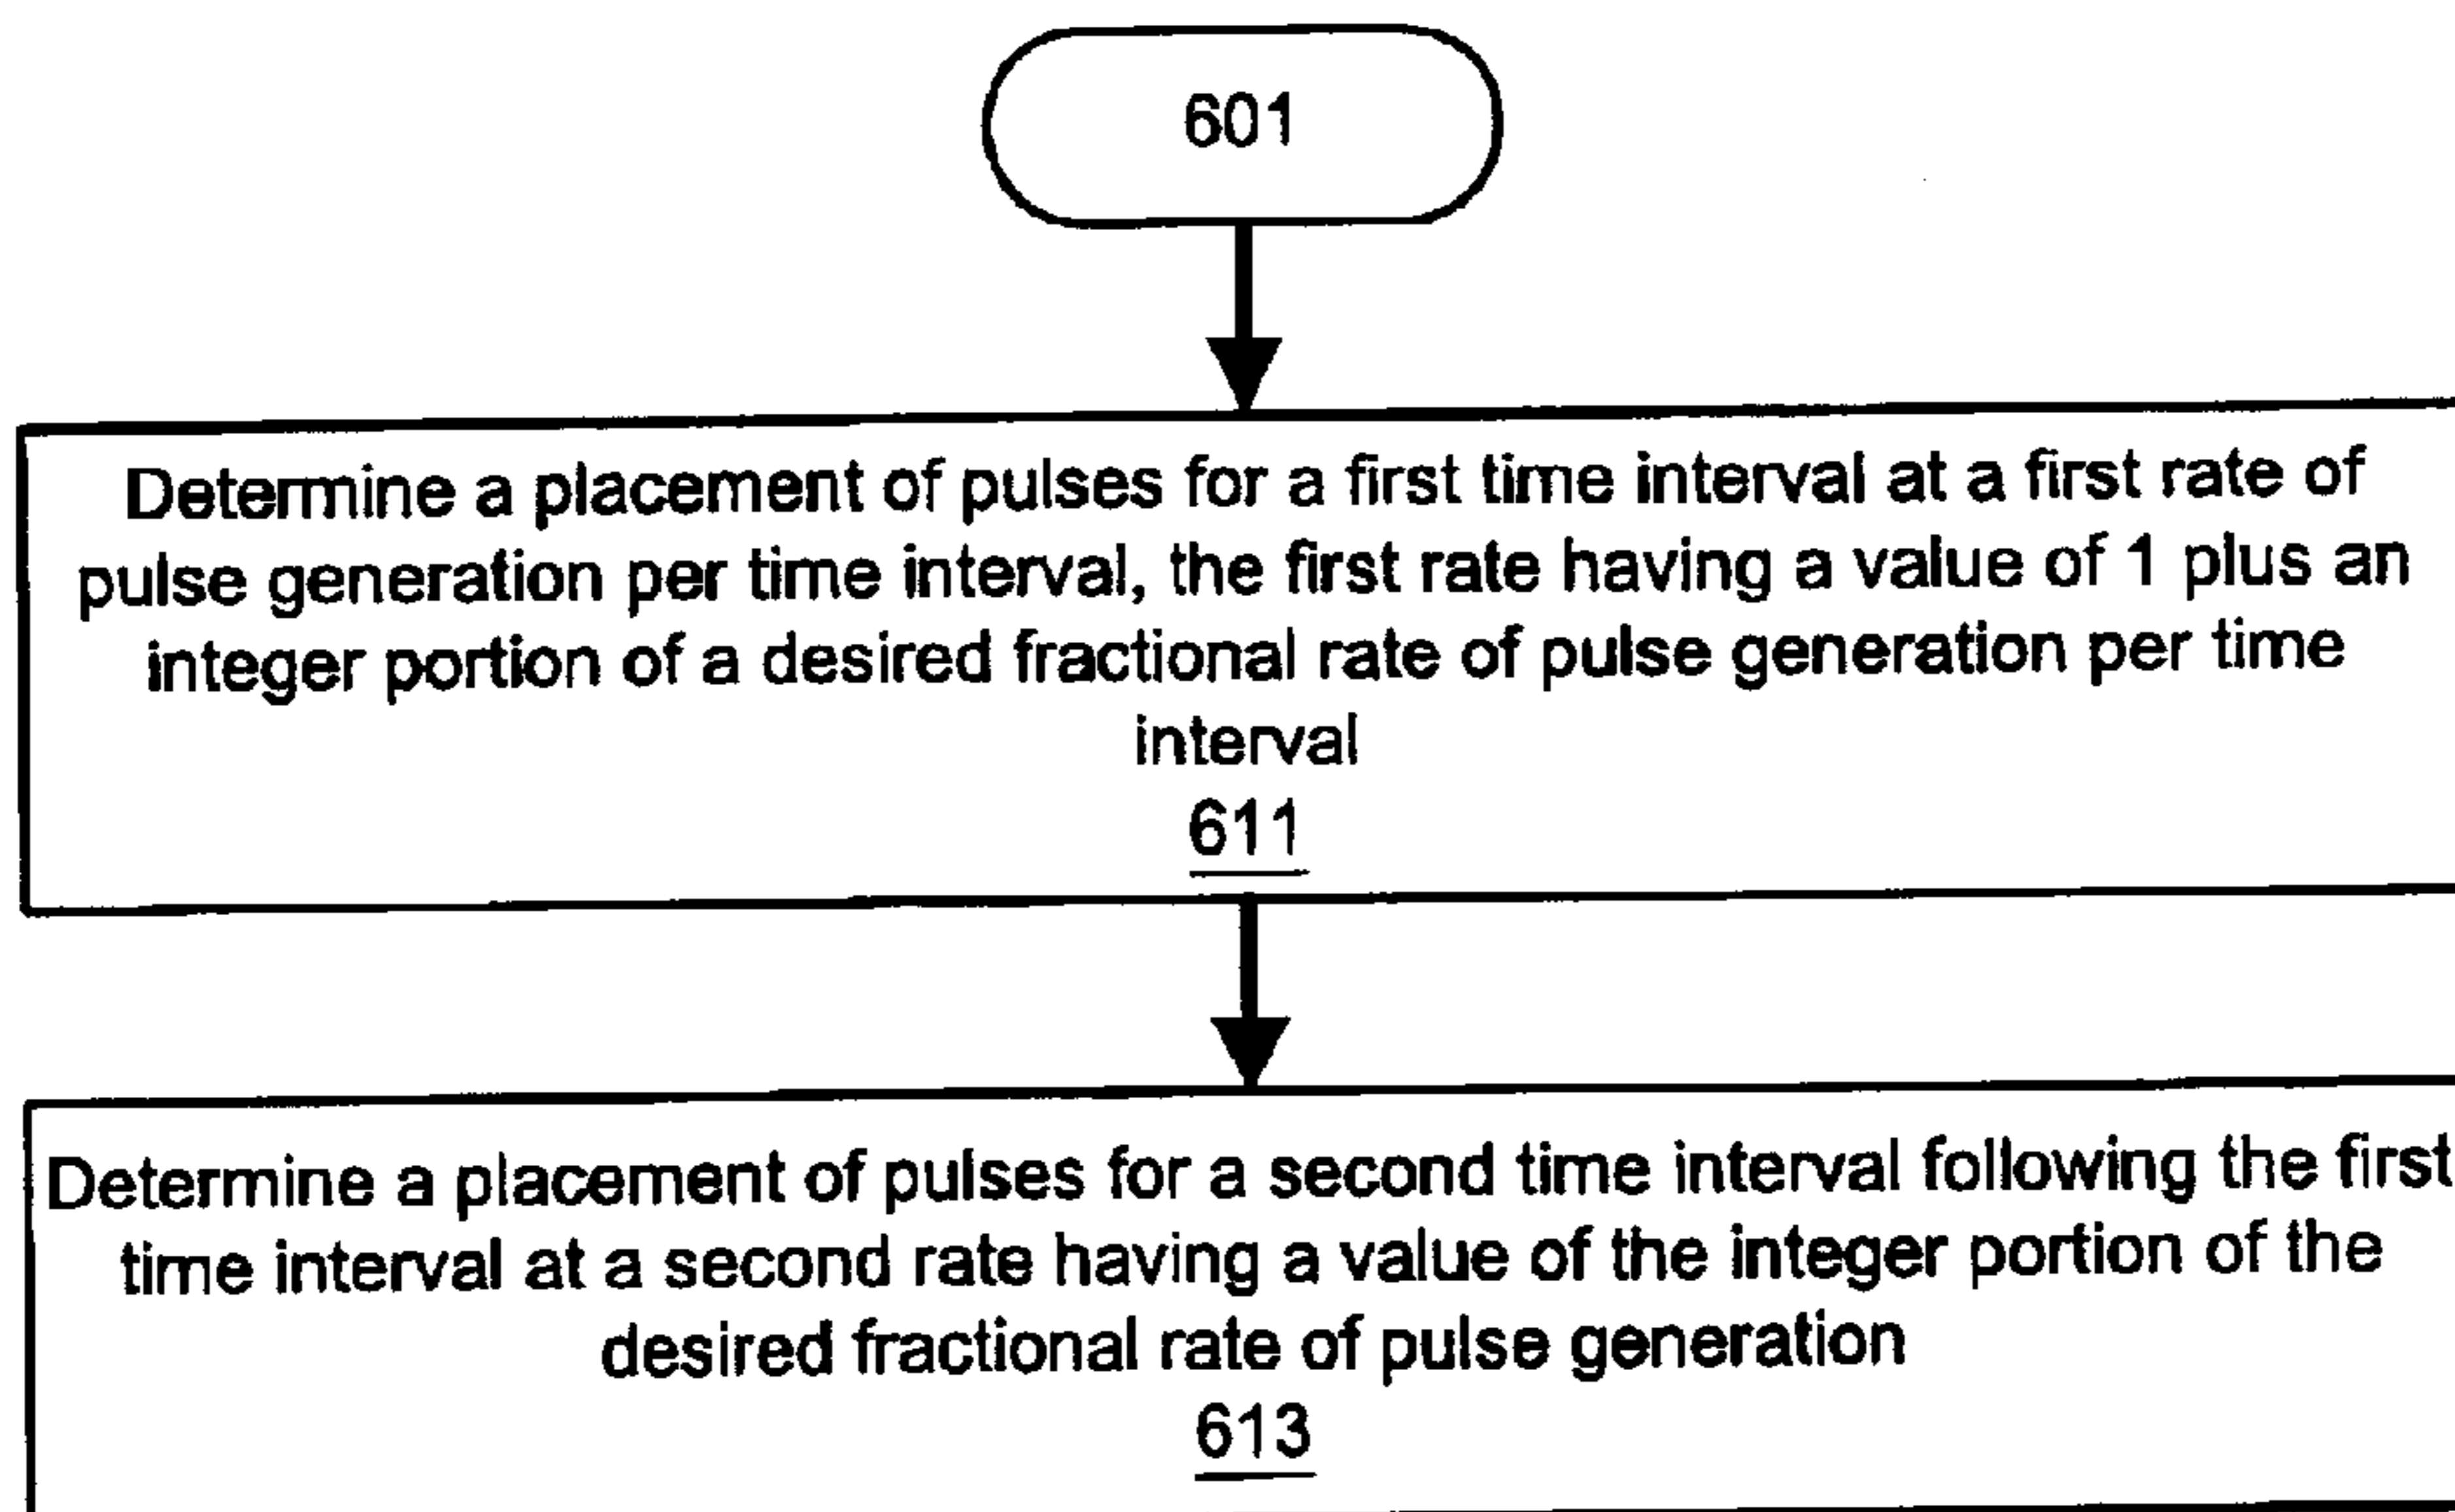 601
Determine a placement of pulses for a first time interval at a first rate of
pulse generation per time interval, the first rate having a value of 1 plus an
integer portion of a desired fractional rate of pulse generation per time
interval
611
Determine a placement of pulses for a second time interval following the first
time interval at a second rate having a value of the integer portion of the
desired fractional rate of pulse generation
613